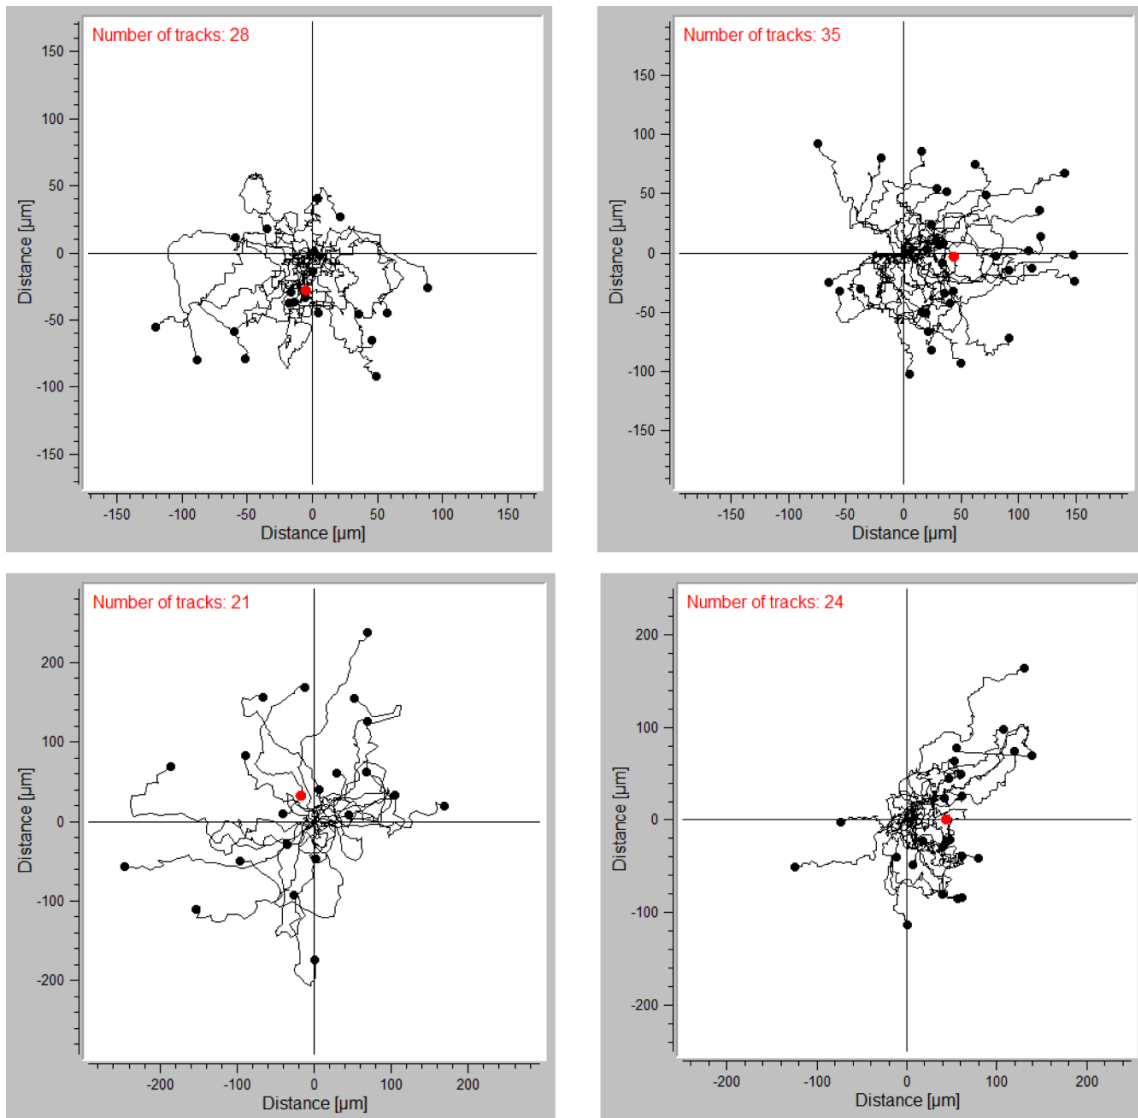 Number of tracks: 28
Distance [µm]
150
100
50
0
-50
-100
-150
-150 -100 -50 0 50 100 150
Distance [µm]
Number of tracks: 35
Distance [µm]
150
100
50
0
-50
-100
-150
-150 -100 -50 0 50 100 150
Distance [µm]
Number of tracks: 21
Distance [µm]
200
100
0
-100
-200
-200 -100 0 100 200
Distance [µm]
Number of tracks: 24
Distance [µm]
200
100
0
-100
-200
-200 -100 0 100 200
Distance [µm]